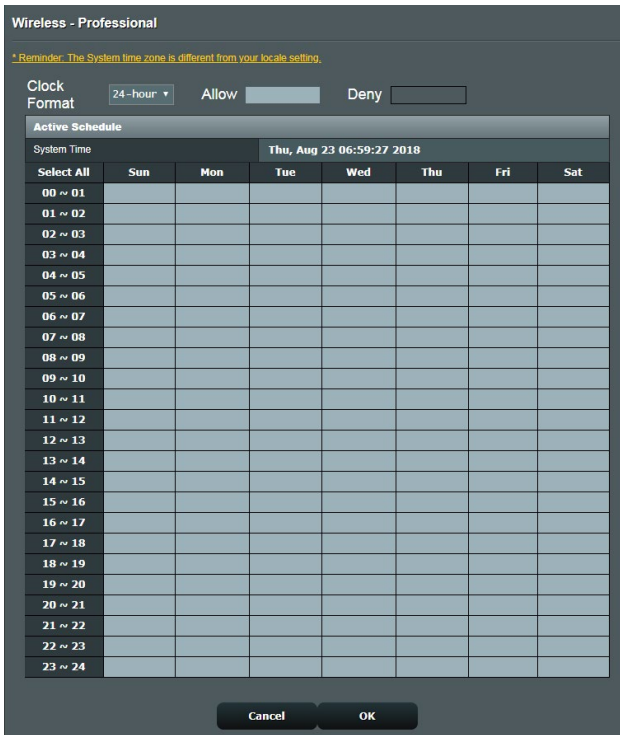 Wireless - Professional
* Reminder: The System time zone is different from your locale setting.
Clock Format 24-hour Allow Deny
Active Schedule
System Time Thu, Aug 23 06:59:27 2018
Select All Sun Mon Tue Wed Thu Fri Sat
00 ~ 01
01 ~ 02
02 ~ 03
03 ~ 04
04 ~ 05
05 ~ 06
06 ~ 07
07 ~ 08
08 ~ 09
09 ~ 10
10 ~ 11
11 ~ 12
12 ~ 13
13 ~ 14
14 ~ 15
15 ~ 16
16 ~ 17
17 ~ 18
18 ~ 19
19 ~ 20
20 ~ 21
21 ~ 22
22 ~ 23
23 ~ 24
Cancel OK